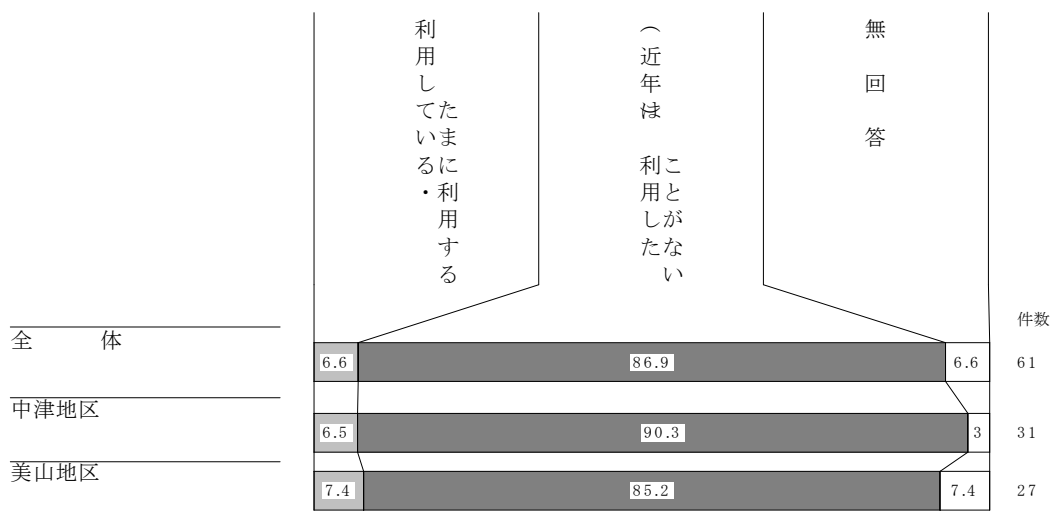 利用している・
たまに利用する
（近年は）利用した
ことがない
無回答
件数
全体
6.6
86.9
6.6
61
中津地区
6.5
90.3
3
31
美山地区
7.4
85.2
7.4
27